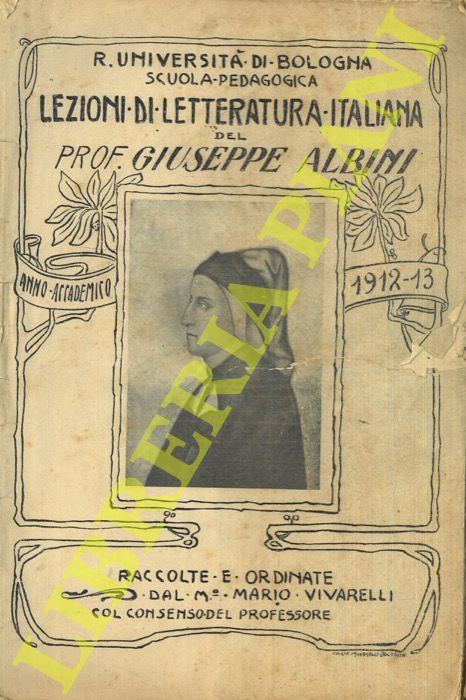 R. UNIVERSITÀ · DI · BOLOGNA
SCUOLA · PEDAGOGICA
LEZIONI · DI · LETTERATURA · ITALIANA
DEL
PROF. GIUSEPPE ALBINI
ANNO · ACCADEMICO
1912-13
RACCOLTE · E · ORDINATE
· DAL · Mº · MARIO · VIVARELLI
COL CONSENSO · DEL PROFESSORE
LIBRERIA PIANI